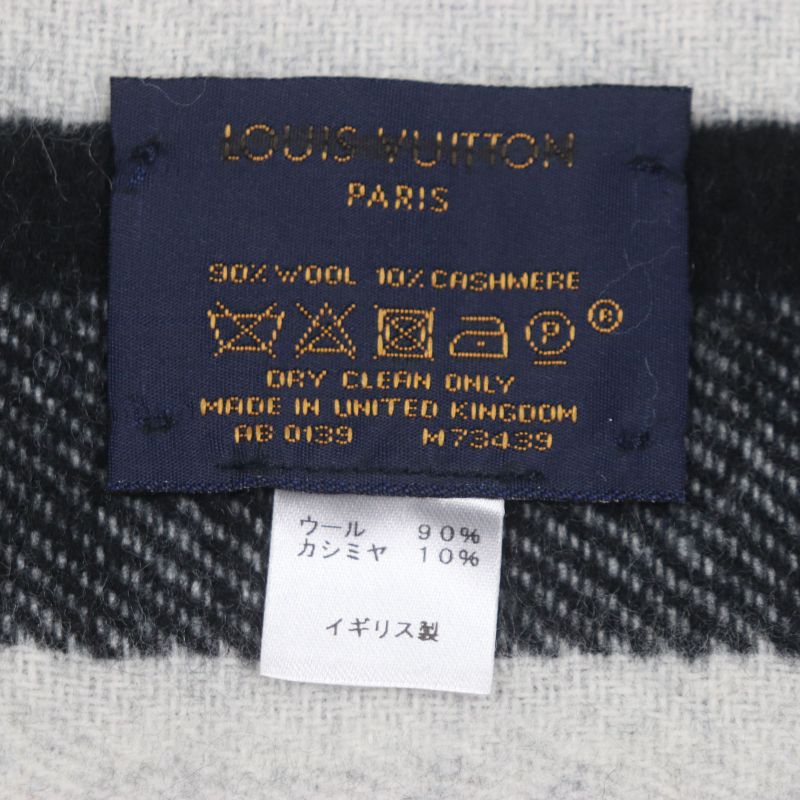 LOUIS VUITTON
PARIS
90% WOOL 10% CASHMERE
P ®
DRY CLEAN ONLY
MADE IN UNITED KINGDOM
AB 0139 M73439
ウール 90%
カシミヤ 10%
イギリス製